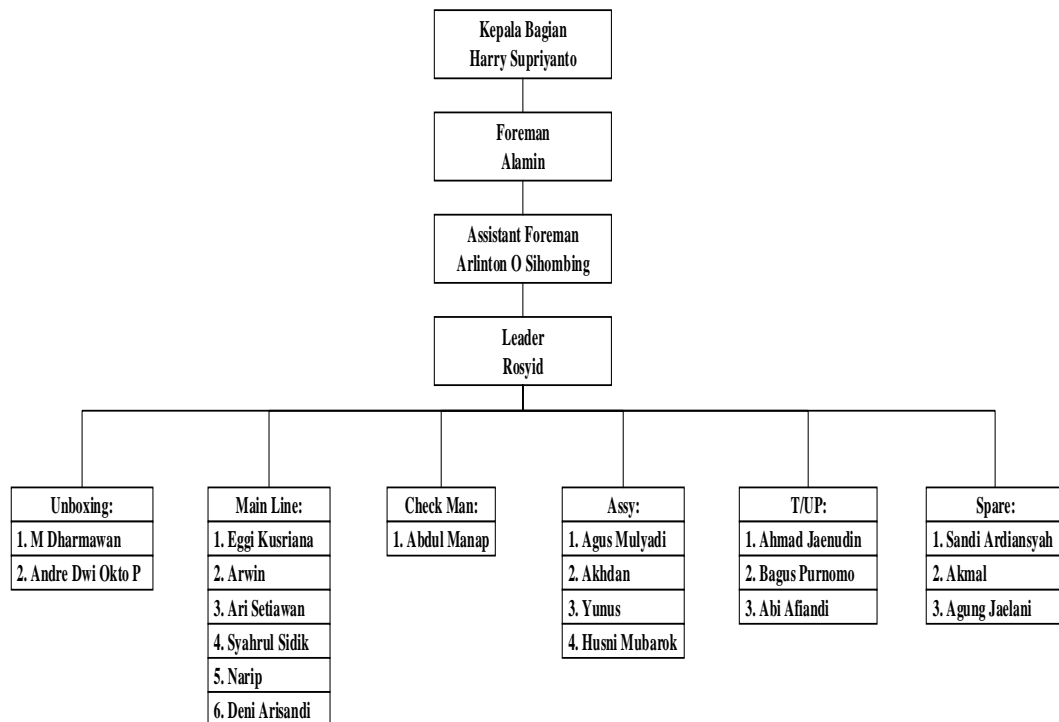 Kepala Bagian
Harry Supriyanto
Foreman
Alamin
Assistant Foreman
Arlinton O Sihombing
Leader
Rosyid
Unboxing:
1. M Dharmawan
2. Andre Dwi Okto P
Main Line:
1. Eggi Kusriana
2. Arwin
3. Ari Setiawan
4. Syahrul Sidik
5. Narip
6. Deni Arisandi
Check Man:
1. Abdul Manap
Assy:
1. Agus Mulyadi
2. Akhdan
3. Yunus
4. Husni Mubarok
T/UP:
1. Ahmad Jaenudin
2. Bagus Purnomo
3. Abi Afiandi
Spare:
1. Sandi Ardiansyah
2. Akmal
3. Agung Jaelani